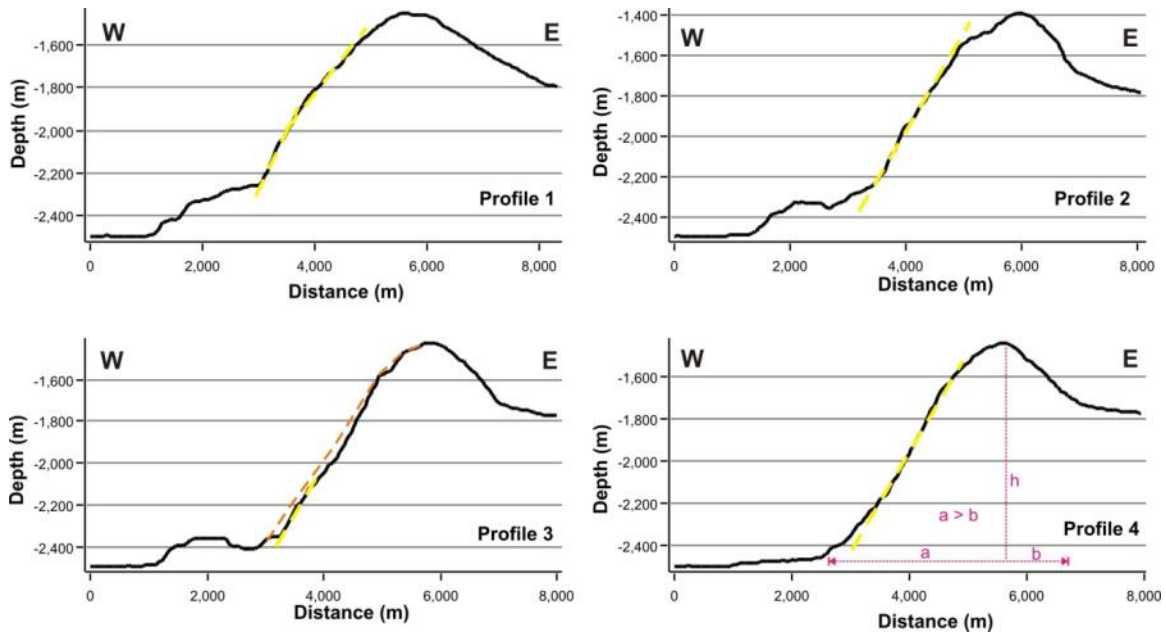 W E
-1,600
-1,800
-2,000
-2,200
-2,400
Depth (m)
Profile 1
0 2,000 4,000 6,000 8,000
Distance (m)
W E
-1,400
-1,600
-1,800
-2,000
-2,200
-2,400
Depth (m)
Profile 2
0 2,000 4,000 6,000 8,000
Distance (m)
W E
-1,600
-1,800
-2,000
-2,200
-2,400
Depth (m)
Profile 3
0 2,000 4,000 6,000 8,000
Distance (m)
W E
-1,600
-1,800
-2,000
-2,200
-2,400
Depth (m)
h
a > b
Profile 4
a b
0 2,000 4,000 6,000 8,000
Distance (m)